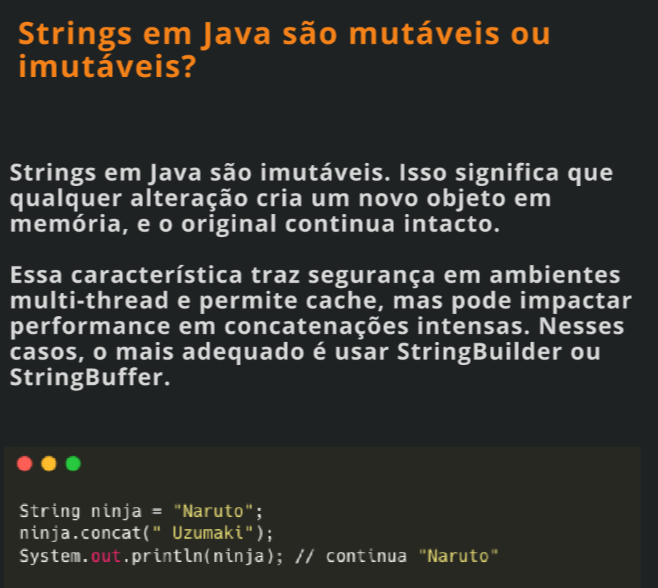 Strings em Java são mutáveis ou
imutáveis?
Strings em Java são imutáveis. Isso significa que
qualquer alteração cria um novo objeto em
memória, e o original continua intacto.
Essa característica traz segurança em ambientes
multi-thread e permite cache, mas pode impactar
performance em concatenações intensas. Nesses
casos, o mais adequado é usar StringBuilder ou
StringBuffer.
String ninja = "Naruto";
ninja.concat(" Uzumaki");
System.out.println(ninja); // continua "Naruto"